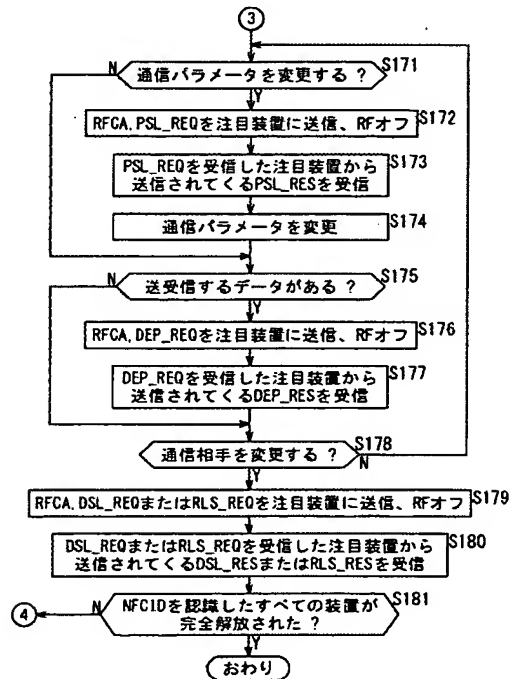 3
通信パラメータを変更する ?
S171
N
Y
RFCA,PSL_REQを注目装置に送信、RFオフ
S172
PSL_REQを受信した注目装置から
送信されてくるPSL_RESを受信
S173
通信パラメータを変更
S174
送受信するデータがある ?
S175
N
Y
RFCA,DEP_REQを注目装置に送信、RFオフ
S176
DEP_REQを受信した注目装置から
送信されてくるDEP_RESを受信
S177
通信相手を変更する ?
S178
N
Y
RFCA,DSL_REQまたはRLS_REQを注目装置に送信、RFオフ
S179
DSL_REQまたはRLS_REQを受信した注目装置から
送信されてくるDSL_RESまたはRLS_RESを受信
S180
NFCIDを認識したすべての装置が
完全解放された ?
S181
N
4
Y
おわり